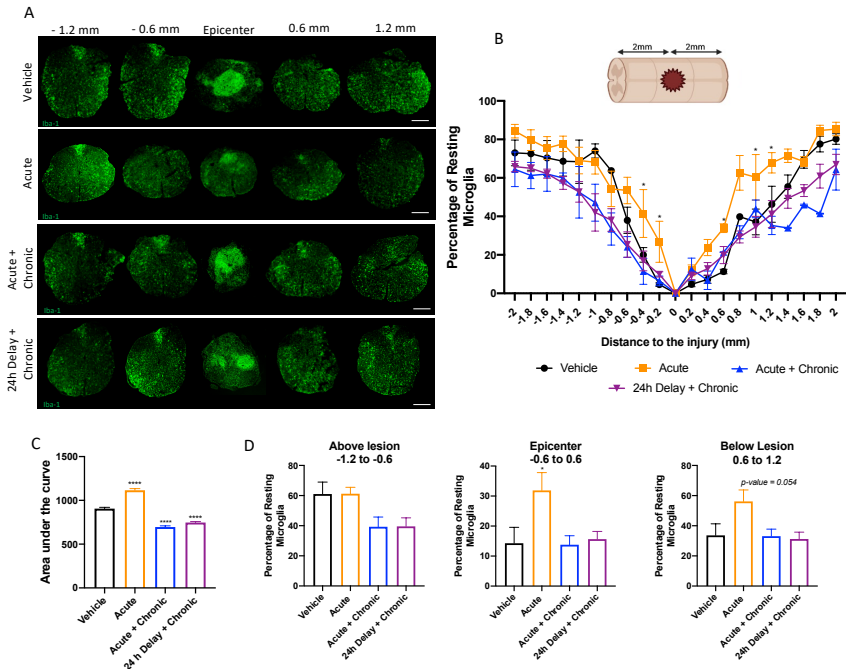 A
- 1.2 mm
- 0.6 mm
Epicenter
0.6 mm
1.2 mm
Vehicle
Iba-1
Acute
Acute +
Chronic
24h Delay +
Chronic
Iba-1
B
2mm
2mm
Percentage of Resting
Microglia
100
80
60
40
20
0
* * * * *
-2
-1.8
-1.6
-1.4
-1.2
-1
-0.8
-0.6
-0.4
-0.2
0
0.2
0.4
0.6
0.8
1
1.2
1.4
1.6
1.8
2
Distance to the injury (mm)
Vehicle
Acute
Acute + Chronic
24h Delay + Chronic
C
Area under the curve
1500
1000
500
0
****
****
****
Vehicle
Acute
Acute + Chronic
24 h Delay + Chronic
D
Above lesion
-1.2 to -0.6
Percentage of Resting
Microglia
80
60
40
20
0
Vehicle
Acute
Acute + Chronic
24h Delay + Chronic
Epicenter
-0.6 to 0.6
Percentage of Resting
Microglia
40
30
20
10
0
*
Vehicle
Acute
Acute + Chronic
24h Delay + Chronic
Below Lesion
0.6 to 1.2
p-value = 0.054
Percentage of Resting
Microglia
80
60
40
20
0
Vehicle
Acute
Acute + Chronic
24h Delay + Chronic